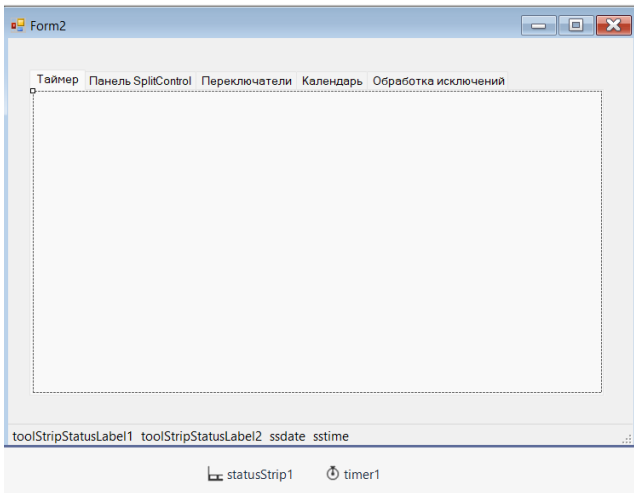 Form2
Таймер Панель SplitControl Переключатели Календарь Обработка исключений
toolStripStatusLabel1 toolStripStatusLabel2 ssdate sstime
statusStrip1 timer1